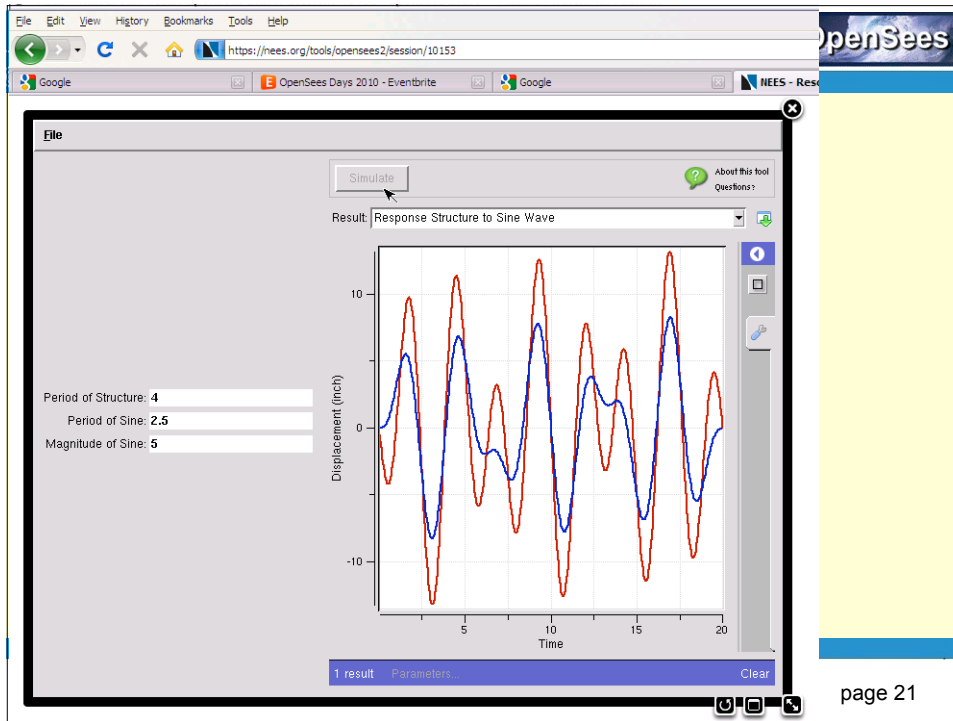 File Edit View History Bookmarks Tools Help
https://nees.org/tools/opensees2/session/10153
OpenSees
Google
OpenSees Days 2010 - Eventbrite
Google
NEES - Reso
File
Simulate
About this tool
Questions?
Result: Response Structure to Sine Wave
Period of Structure: 4
Period of Sine: 2.5
Magnitude of Sine: 5
Displacement (inch)
10
0
-10
5 10 15 20
Time
1 result Parameters... Clear
page 21